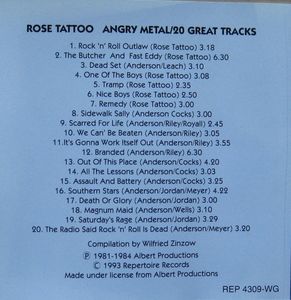 ROSE TATTOO ANGRY METAL/20 GREAT TRACKS
1. Rock 'n' Roll Outlaw (Rose Tattoo) 3.18
2. The Butcher And Fast Eddy (Rose Tattoo) 6.30
3. Dead Set (Anderson/Leach) 3.10
4. One Of The Boys (Rose Tattoo) 3.08
5. Tramp (Rose Tattoo) 2.35
6. Nice Boys (Rose Tattoo) 2.50
7. Remedy (Rose Tattoo) 3.00
8. Sidewalk Sally (Anderson Cocks) 3.00
9. Scarred For Life (Anderson/Riley/Royall) 2.45
10. We Can't Be Beaten (Anderson/Riley) 3.05
11. It's Gonna Work Itself Out (Anderson/Riley) 3.55
12. Branded (Anderson/Riley) 6.30
13. Out Of This Place (Anderson/Cocks) 4.20
14. All The Lessons (Anderson/Cocks) 3.03
15. Assault And Battery (Anderson/Cocks) 3.21
16. Southern Stars (Anderson/Jordan/Meyer) 4.22
17. Death Or Glory (Anderson/Jordan) 3.00
18. Magnum Maid (Anderson/Wells) 3.10
19. Saturday's Rage (Anderson/Jordan) 3.29
20. The Radio Said Rock 'n' Roll Is Dead (Anderson/Meyer) 3.20
Compilation by Wilfried Zinzow
℗ 1981-1984 Albert Productions
© 1993 Repertoire Records
Made under license from Albert Productions
REP 4309-WG